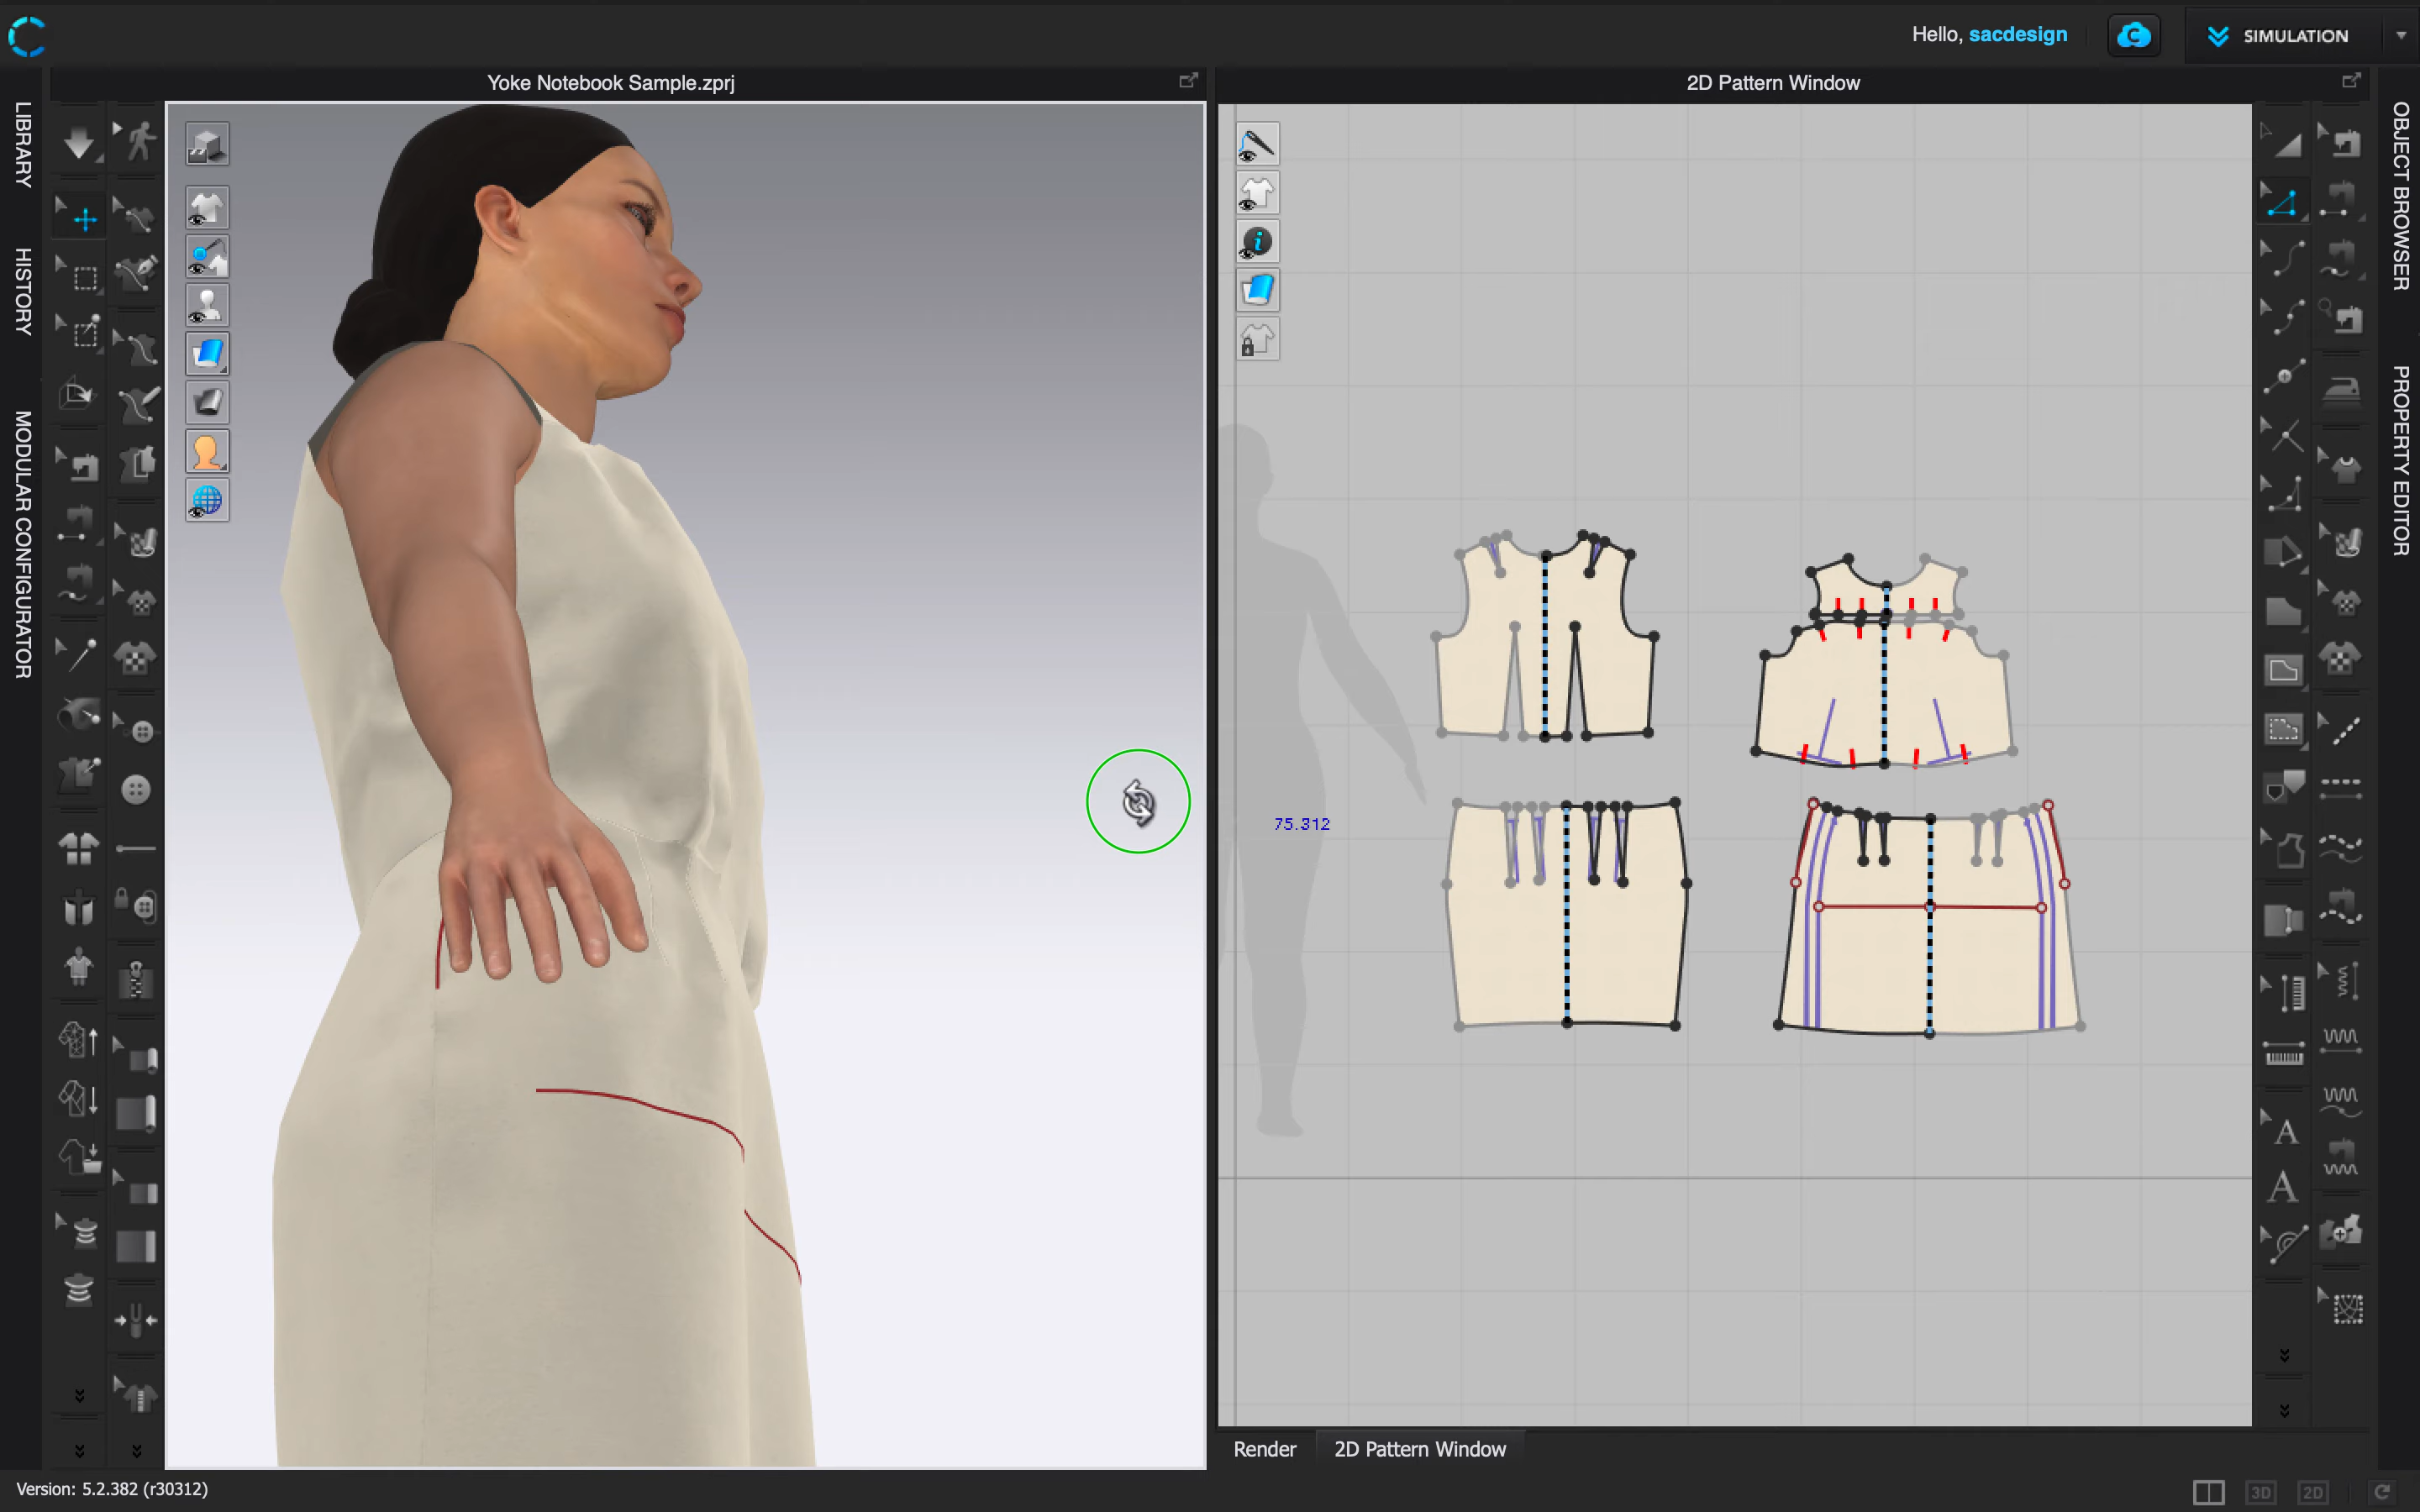 Hello, sacdesign
SIMULATION
Yoke Notebook Sample.zprj
2D Pattern Window
LIBRARY
HISTORY
MODULAR CONFIGURATOR
OBJECT BROWSER
PROPERTY EDITOR
75.312
A
A
Render
2D Pattern Window
Version: 5.2.382 (r30312)
3D
2D